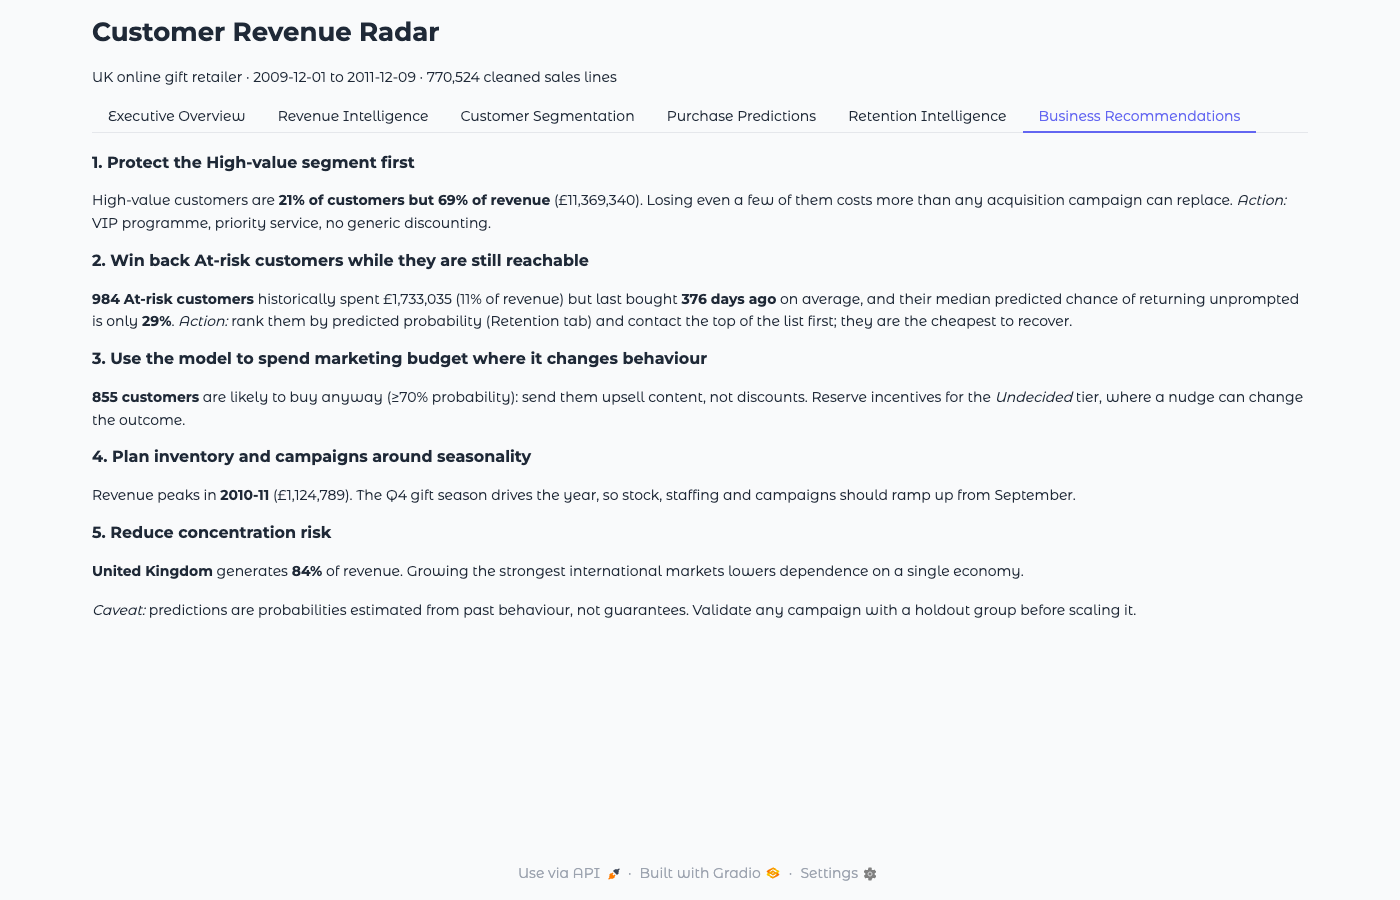 Customer Revenue Radar
UK online gift retailer · 2009-12-01 to 2011-12-09 · 770,524 cleaned sales lines
Executive Overview Revenue Intelligence Customer Segmentation Purchase Predictions Retention Intelligence Business Recommendations
1. Protect the High-value segment first
High-value customers are 21% of customers but 69% of revenue (£11,369,340). Losing even a few of them costs more than any acquisition campaign can replace. Action:
VIP programme, priority service, no generic discounting.
2. Win back At-risk customers while they are still reachable
984 At-risk customers historically spent £1,733,035 (11% of revenue) but last bought 376 days ago on average, and their median predicted chance of returning unprompted
is only 29%. Action: rank them by predicted probability (Retention tab) and contact the top of the list first; they are the cheapest to recover.
3. Use the model to spend marketing budget where it changes behaviour
855 customers are likely to buy anyway (≥70% probability): send them upsell content, not discounts. Reserve incentives for the Undecided tier, where a nudge can change
the outcome.
4. Plan inventory and campaigns around seasonality
Revenue peaks in 2010-11 (£1,124,789). The Q4 gift season drives the year, so stock, staffing and campaigns should ramp up from September.
5. Reduce concentration risk
United Kingdom generates 84% of revenue. Growing the strongest international markets lowers dependence on a single economy.
Caveat: predictions are probabilities estimated from past behaviour, not guarantees. Validate any campaign with a holdout group before scaling it.
Use via API · Built with Gradio · Settings